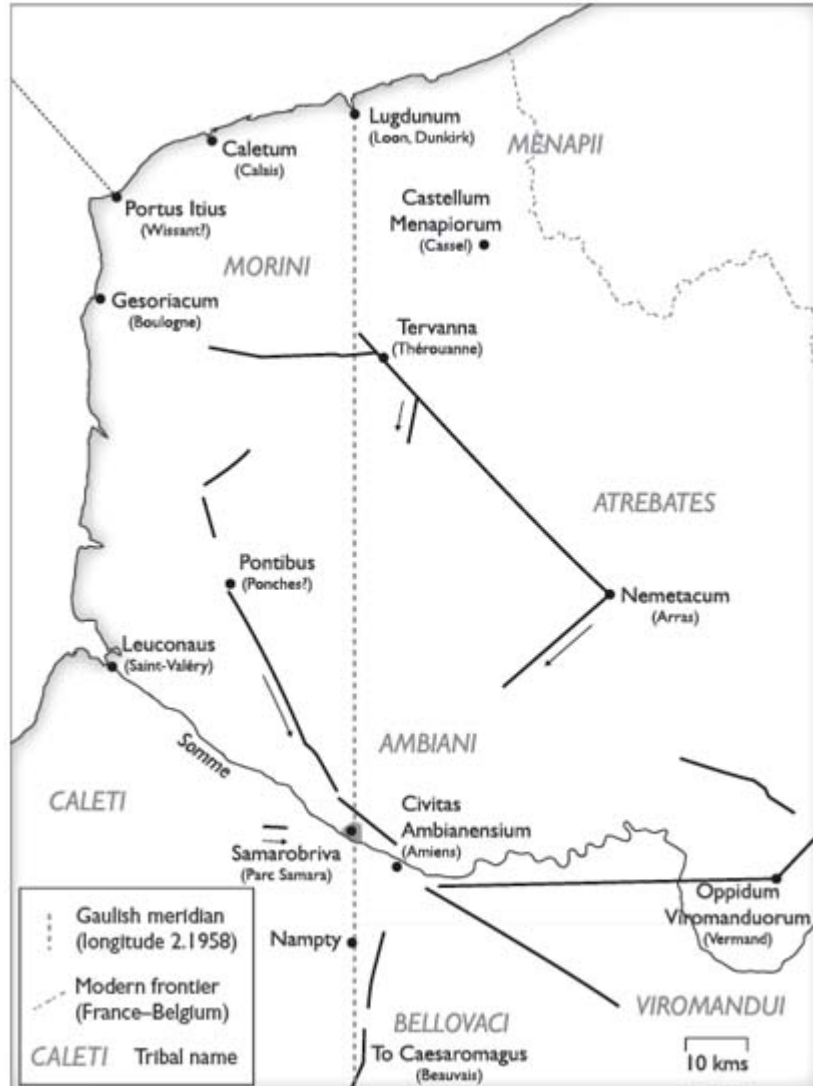 Lugdunum
(Loon, Dunkirk)
Caletum
(Calais)
MENAPII
Portus Itius
(Wissant?)
Castellum
Menapiorum
(Cassel)
MORINI
Gesoriacum
(Boulogne)
Tervanna
(Thérouanne)
ATREBATES
Pontibus
(Ponches?)
Nemetacum
(Arras)
Leuconaus
(Saint-Valéry)
Somme
AMBIANI
CALETI
Civitas
Ambianensium
(Amiens)
Samarobriva
(Parc Samara)
Oppidum
Viromanduorum
(Vermand)
Nampty
VIROMANDUI
BELLOVACI
To Caesaromagus
(Beauvais)
10 kms
Gaulish meridian
(longitude 2.1958)
Modern frontier
(France–Belgium)
CALETI Tribal name